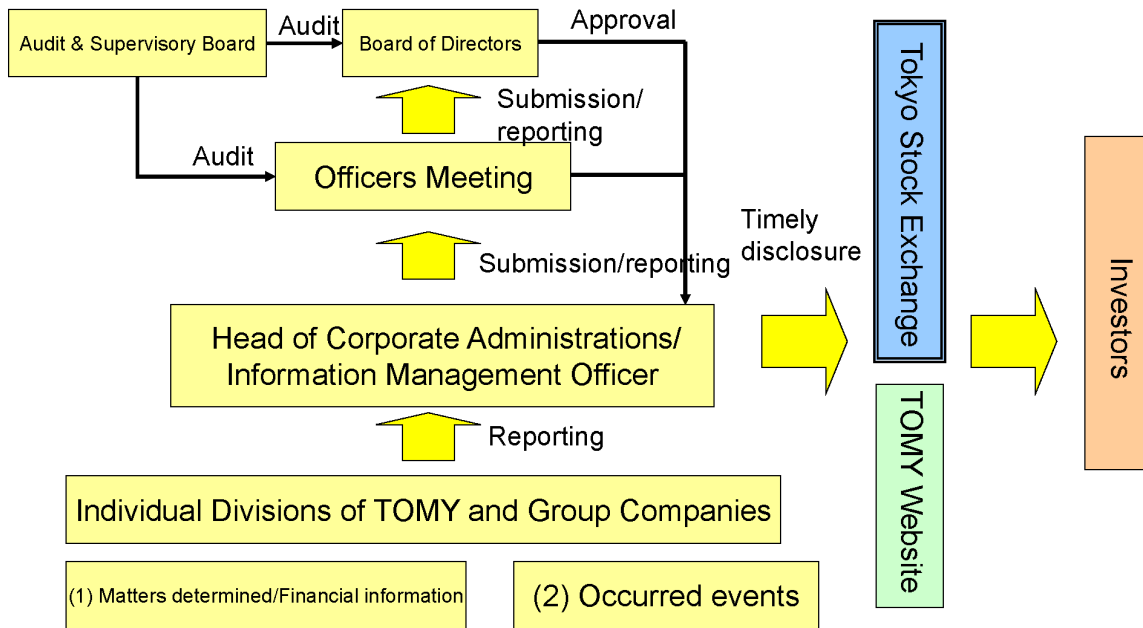 Audit & Supervisory Board
Audit
Board of Directors
Approval
Submission/
reporting
Audit
Officers Meeting
Submission/reporting
Timely
disclosure
Head of Corporate Administrations/
Information Management Officer
Reporting
Individual Divisions of TOMY and Group Companies
(1) Matters determined/Financial information
(2) Occurred events
Tokyo Stock Exchange
TOMY Website
Investors